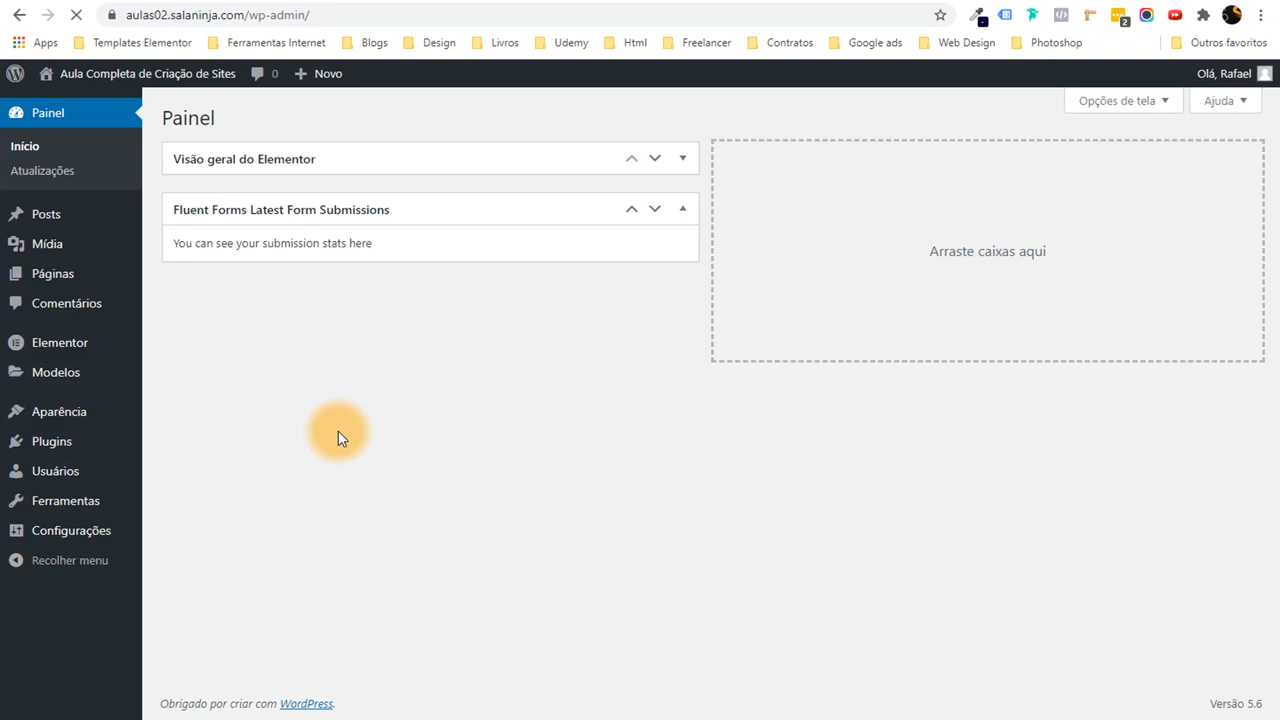 aulas02.salaninja.com/wp-admin/
2
Apps Templates Elementor Ferramentas Internet Blogs Design Livros Udemy Html Freelancer Contratos Google ads Web Design Photoshop Outros favoritos
Aula Completa de Criação de Sites 0 Novo Olá, Rafael
Painel
Início
Atualizações
Posts
Mídia
Páginas
Comentários
Elementor
Modelos
Aparência
Plugins
Usuários
Ferramentas
Configurações
Recolher menu
Opções de tela Ajuda
Painel
Visão geral do Elementor
Fluent Forms Latest Form Submissions
You can see your submission stats here
Arraste caixas aqui
Obrigado por criar com WordPress. Versão 5.6